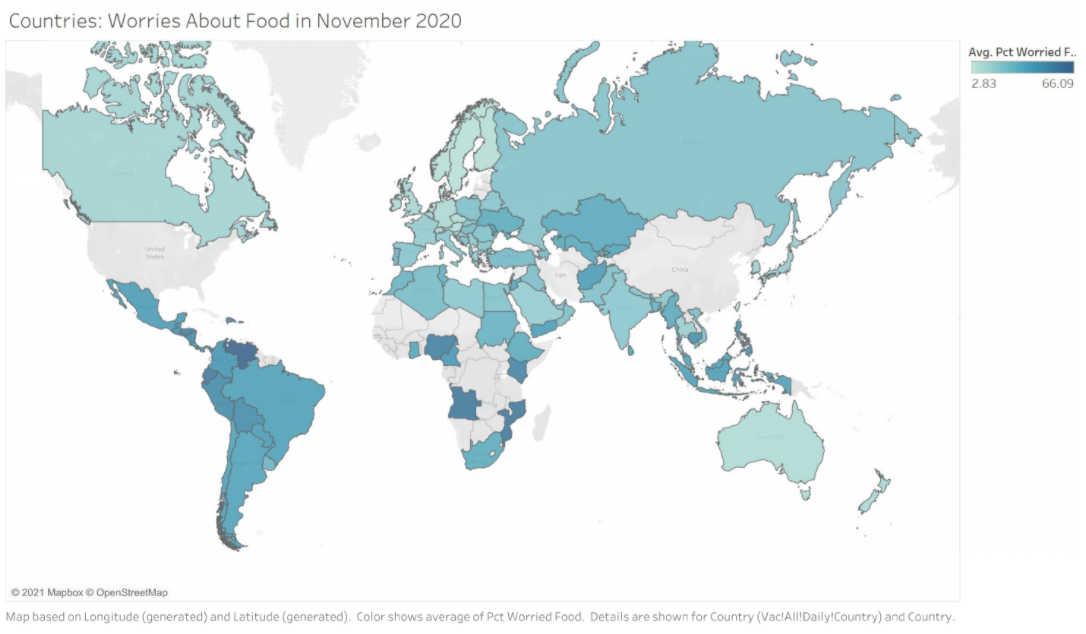 Countries: Worries About Food in November 2020
Avg. Pct Worried F..
2.83 66.09
United
States
China
© 2021 Mapbox © OpenStreetMap
Map based on Longitude (generated) and Latitude (generated). Color shows average of Pct Worried Food. Details are shown for Country (Vac!All!Daily!Country) and Country.